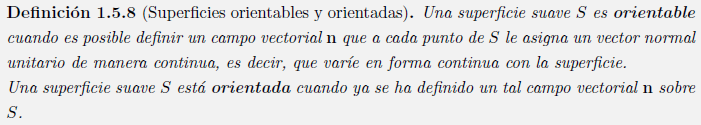 Definición 1.5.8 (Superficies orientables y orientadas). Una superficie suave S es orientable
cuando es posible definir un campo vectorial n que a cada punto de S le asigna un vector normal
unitario de manera continua, es decir, que varíe en forma continua con la superficie.
Una superficie suave S está orientada cuando ya se ha definido un tal campo vectorial n sobre
S.